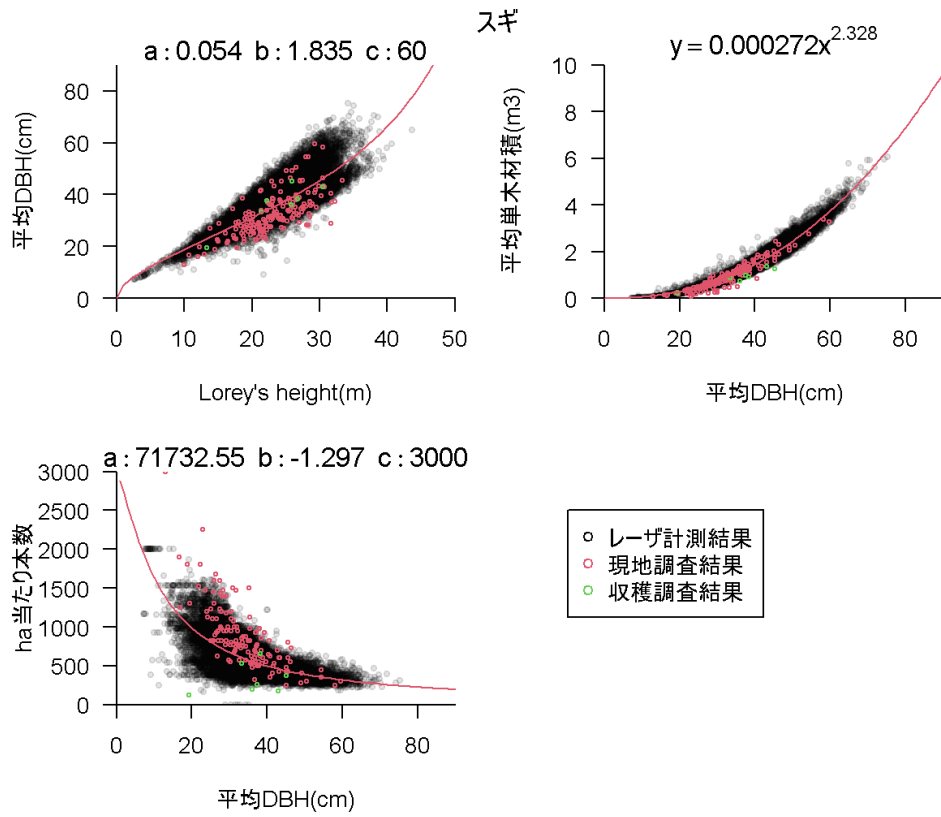 スギ
a : 0.054 b : 1.835 c : 60
平均DBH(cm)
80
60
40
20
0
0 10 20 30 40 50
Lorey's height(m)
y = 0.000272x^2.328
平均単木材積(m3)
10
8
6
4
2
0
0 20 40 60 80
平均DBH(cm)
a : 71732.55 b : -1.297 c : 3000
ha当たり本数
3000
2500
2000
1500
1000
500
0
0 20 40 60 80
平均DBH(cm)
レーザ計測結果
現地調査結果
収穫調査結果